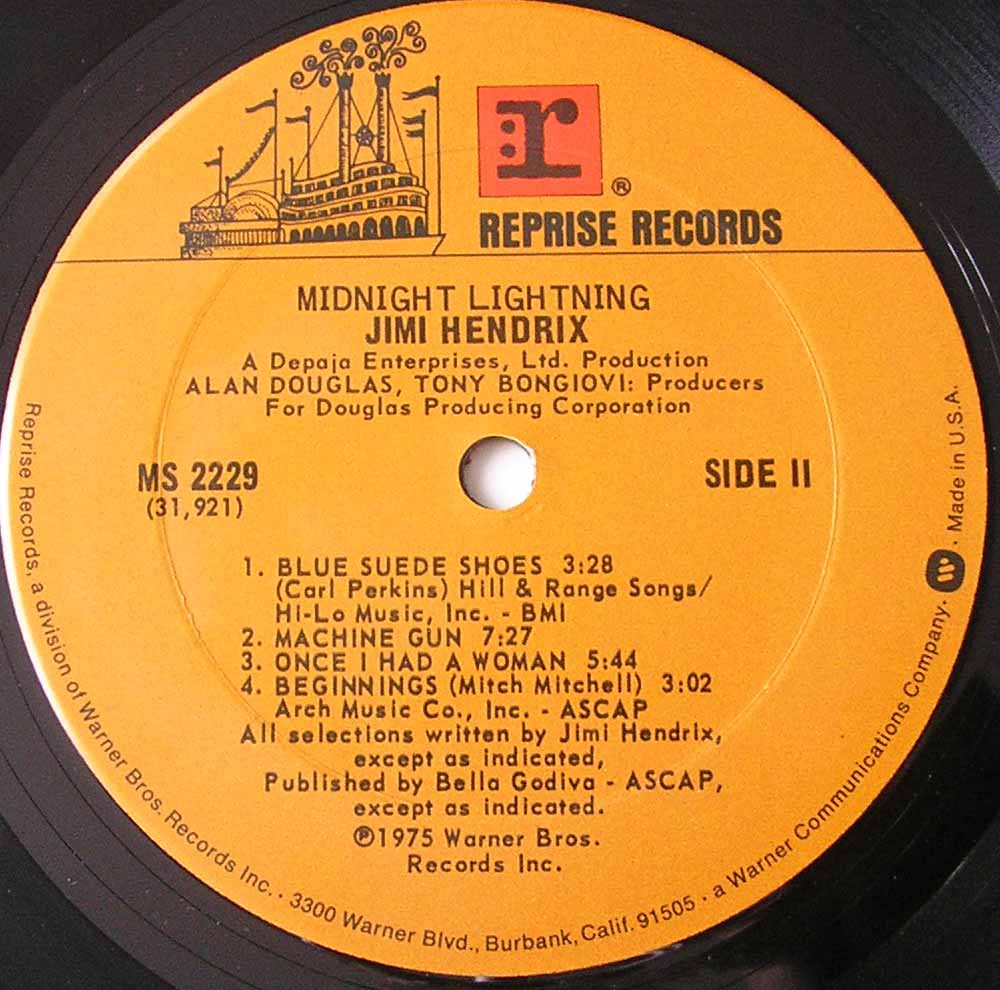 :r
®
REPRISE RECORDS
MIDNIGHT LIGHTNING
JIMI HENDRIX
A Depaja Enterprises, Ltd. Production
ALAN DOUGLAS, TONY BONGIOVI: Producers
For Douglas Producing Corporation
MS 2229
(31,921)
SIDE II
1. BLUE SUEDE SHOES 3:28
(Carl Perkins) Hill & Range Songs/
Hi-Lo Music, Inc. - BMI
2. MACHINE GUN 7:27
3. ONCE I HAD A WOMAN 5:44
4. BEGINNINGS (Mitch Mitchell) 3:02
Arch Music Co., Inc. - ASCAP
All selections written by Jimi Hendrix,
except as indicated,
Published by Bella Godiva - ASCAP,
except as indicated.
℗1975 Warner Bros.
Records Inc.
Reprise Records, a division of Warner Bros. Records Inc. · 3300 Warner Blvd., Burbank, Calif. 91505 · a Warner Communications Company · W · Made in U.S.A.